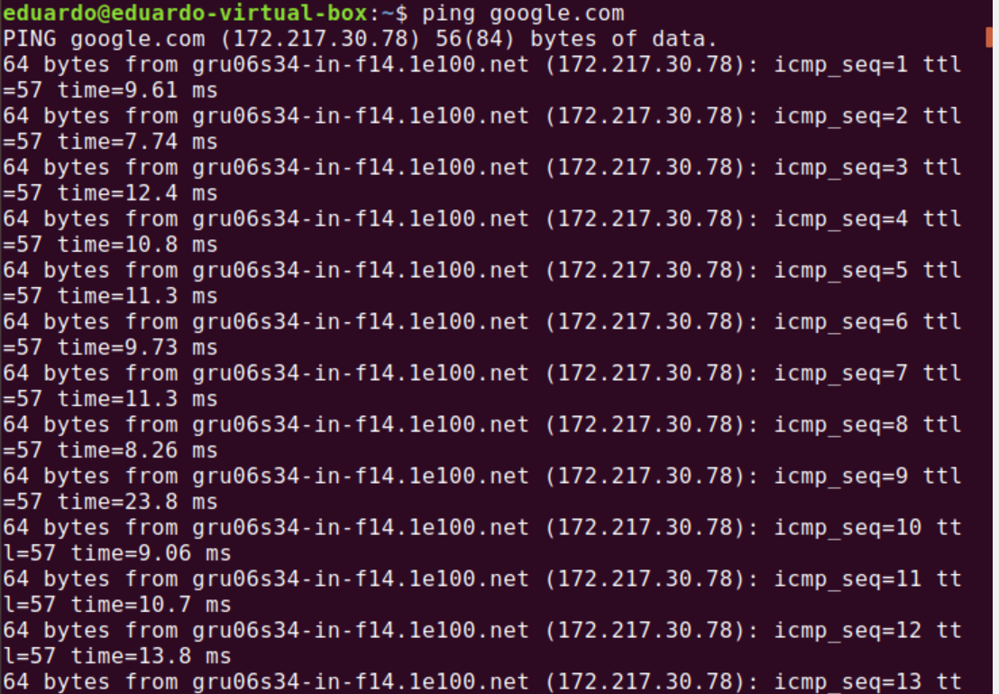 eduardo@eduardo-virtual-box:~$ ping google.com
PING google.com (172.217.30.78) 56(84) bytes of data.
64 bytes from gru06s34-in-f14.1e100.net (172.217.30.78): icmp_seq=1 ttl
=57 time=9.61 ms
64 bytes from gru06s34-in-f14.1e100.net (172.217.30.78): icmp_seq=2 ttl
=57 time=7.74 ms
64 bytes from gru06s34-in-f14.1e100.net (172.217.30.78): icmp_seq=3 ttl
=57 time=12.4 ms
64 bytes from gru06s34-in-f14.1e100.net (172.217.30.78): icmp_seq=4 ttl
=57 time=10.8 ms
64 bytes from gru06s34-in-f14.1e100.net (172.217.30.78): icmp_seq=5 ttl
=57 time=11.3 ms
64 bytes from gru06s34-in-f14.1e100.net (172.217.30.78): icmp_seq=6 ttl
=57 time=9.73 ms
64 bytes from gru06s34-in-f14.1e100.net (172.217.30.78): icmp_seq=7 ttl
=57 time=11.3 ms
64 bytes from gru06s34-in-f14.1e100.net (172.217.30.78): icmp_seq=8 ttl
=57 time=8.26 ms
64 bytes from gru06s34-in-f14.1e100.net (172.217.30.78): icmp_seq=9 ttl
=57 time=23.8 ms
64 bytes from gru06s34-in-f14.1e100.net (172.217.30.78): icmp_seq=10 tt
l=57 time=9.06 ms
64 bytes from gru06s34-in-f14.1e100.net (172.217.30.78): icmp_seq=11 tt
l=57 time=10.7 ms
64 bytes from gru06s34-in-f14.1e100.net (172.217.30.78): icmp_seq=12 tt
l=57 time=13.8 ms
64 bytes from gru06s34-in-f14.1e100.net (172.217.30.78): icmp_seq=13 tt